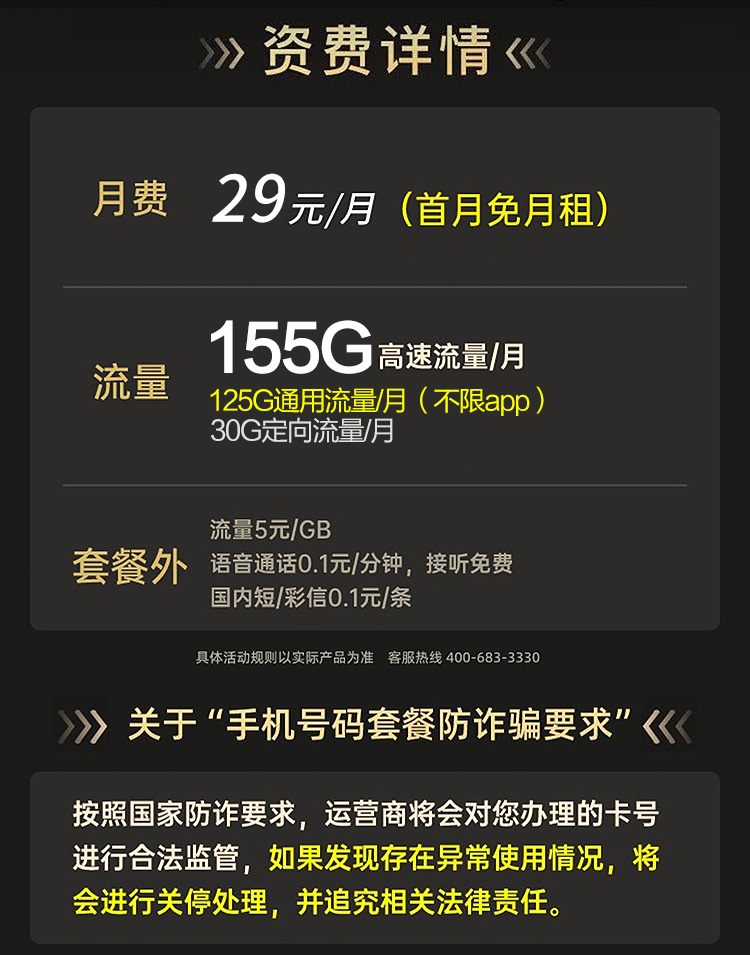 资费详情
月费 29元/月（首月免月租）
流量
155G高速流量/月
125G通用流量/月（不限app）
30G定向流量/月
套餐外
流量5元/GB
语音通话0.1元/分钟，接听免费
国内短/彩信0.1元/条
具体活动规则以实际产品为准 客服热线 400-683-3330
关于“手机号码套餐防诈骗要求”
按照国家防诈要求，运营商将会对您办理的卡号
进行合法监管，如果发现存在异常使用情况，将
会进行关停处理，并追究相关法律责任。